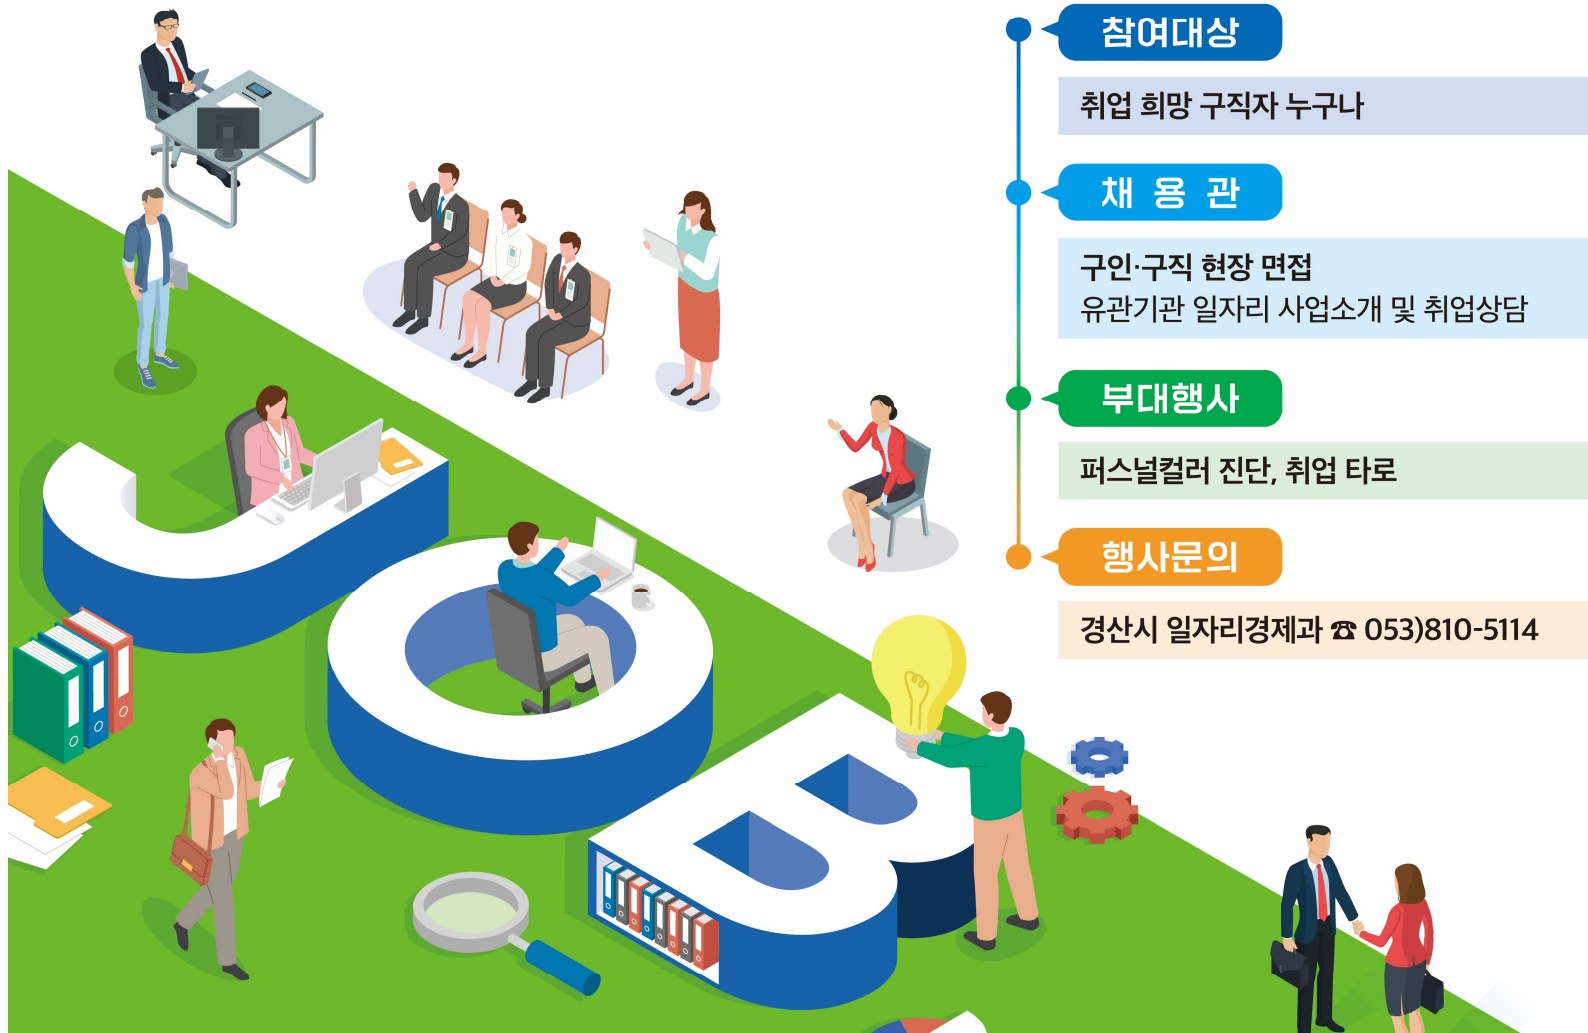 참여대상
취업 희망 구직자 누구나
채 용 관
구인·구직 현장 면접
유관기관 일자리 사업소개 및 취업상담
부대행사
퍼스널컬러 진단, 취업 타로
행사문의
경산시 일자리경제과 ☎ 053)810-5114
JOB